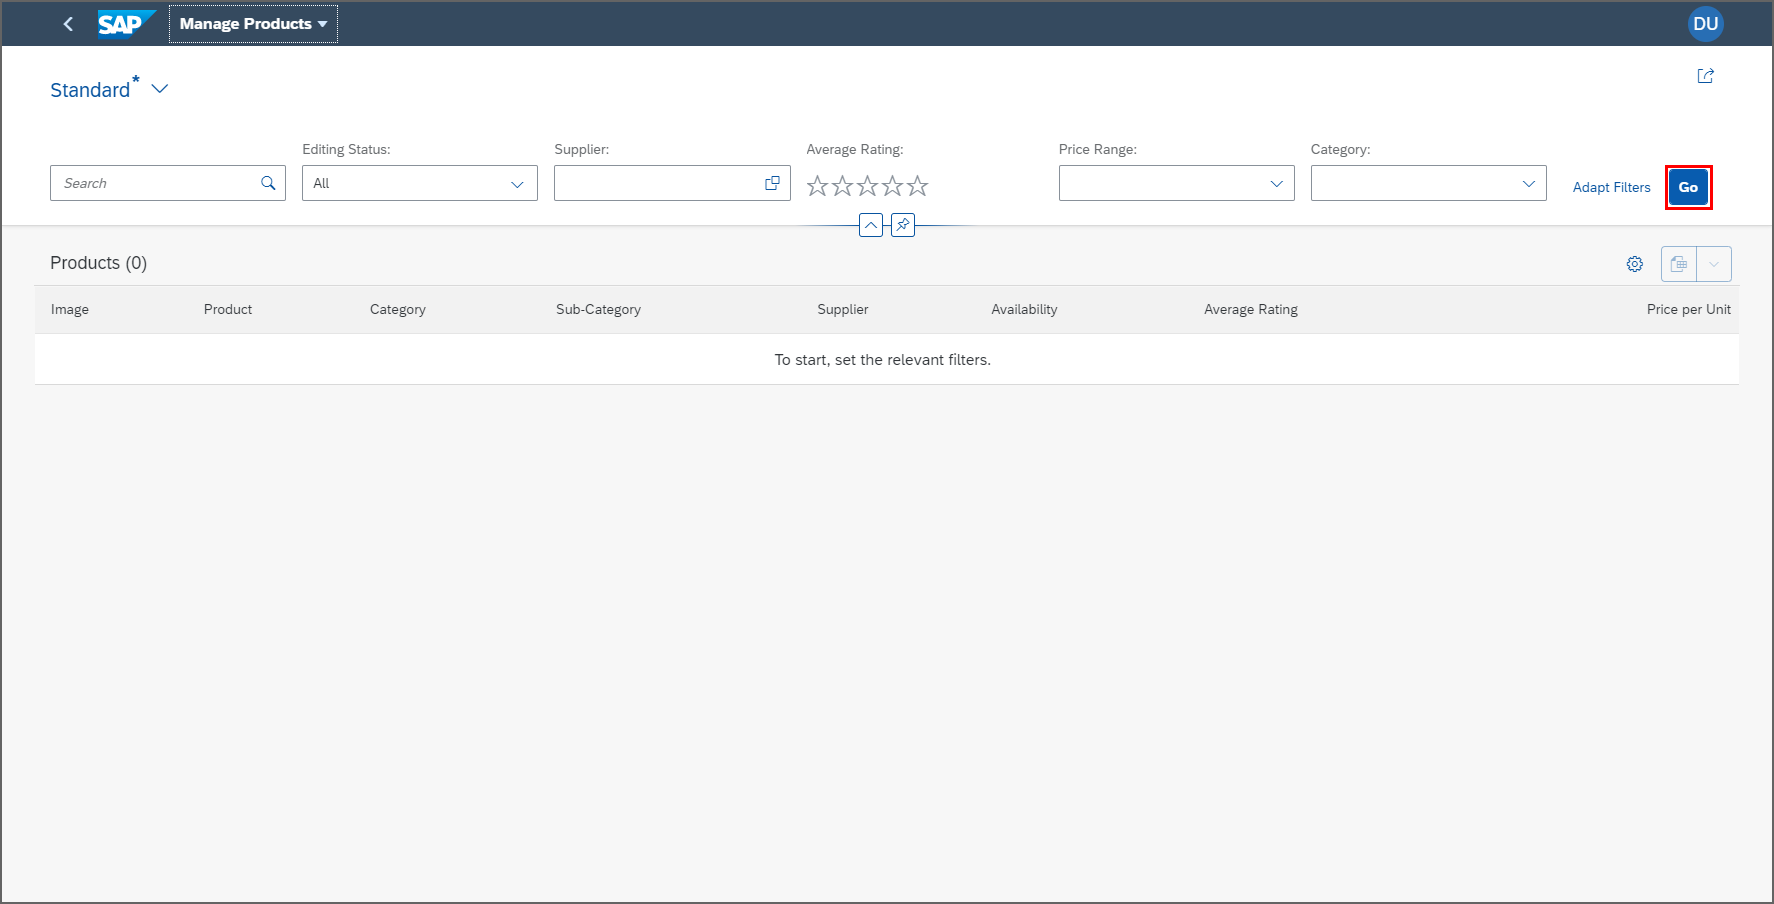 SAP Manage Products DU
Standard*
Editing Status: Supplier: Average Rating: Price Range: Category:
Search All Adapt Filters Go
Products (0)
Image Product Category Sub-Category Supplier Availability Average Rating Price per Unit
To start, set the relevant filters.